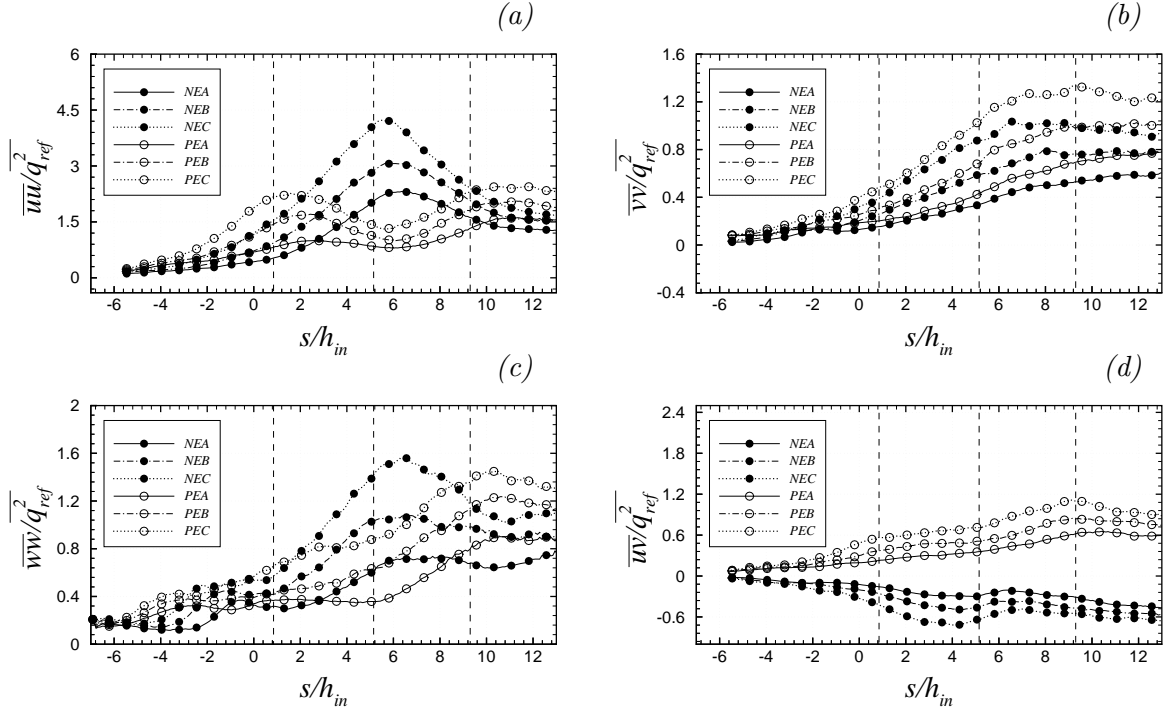 (a)
6
4.5
3
1.5
0
uu/q²ref
NEA
NEB
NEC
PEA
PEB
PEC
-6 -4 -2 0 2 4 6 8 10 12
s/hin
(b)
1.6
1.2
0.8
0.4
0
-0.4
vv/q²ref
NEA
NEB
NEC
PEA
PEB
PEC
-6 -4 -2 0 2 4 6 8 10 12
s/hin
(c)
2
1.6
1.2
0.8
0.4
0
ww/q²ref
NEA
NEB
NEC
PEA
PEB
PEC
-6 -4 -2 0 2 4 6 8 10 12
s/hin
(d)
2.4
1.8
1.2
0.6
0
-0.6
uv/q²ref
NEA
NEB
NEC
PEA
PEB
PEC
-6 -4 -2 0 2 4 6 8 10 12
s/hin